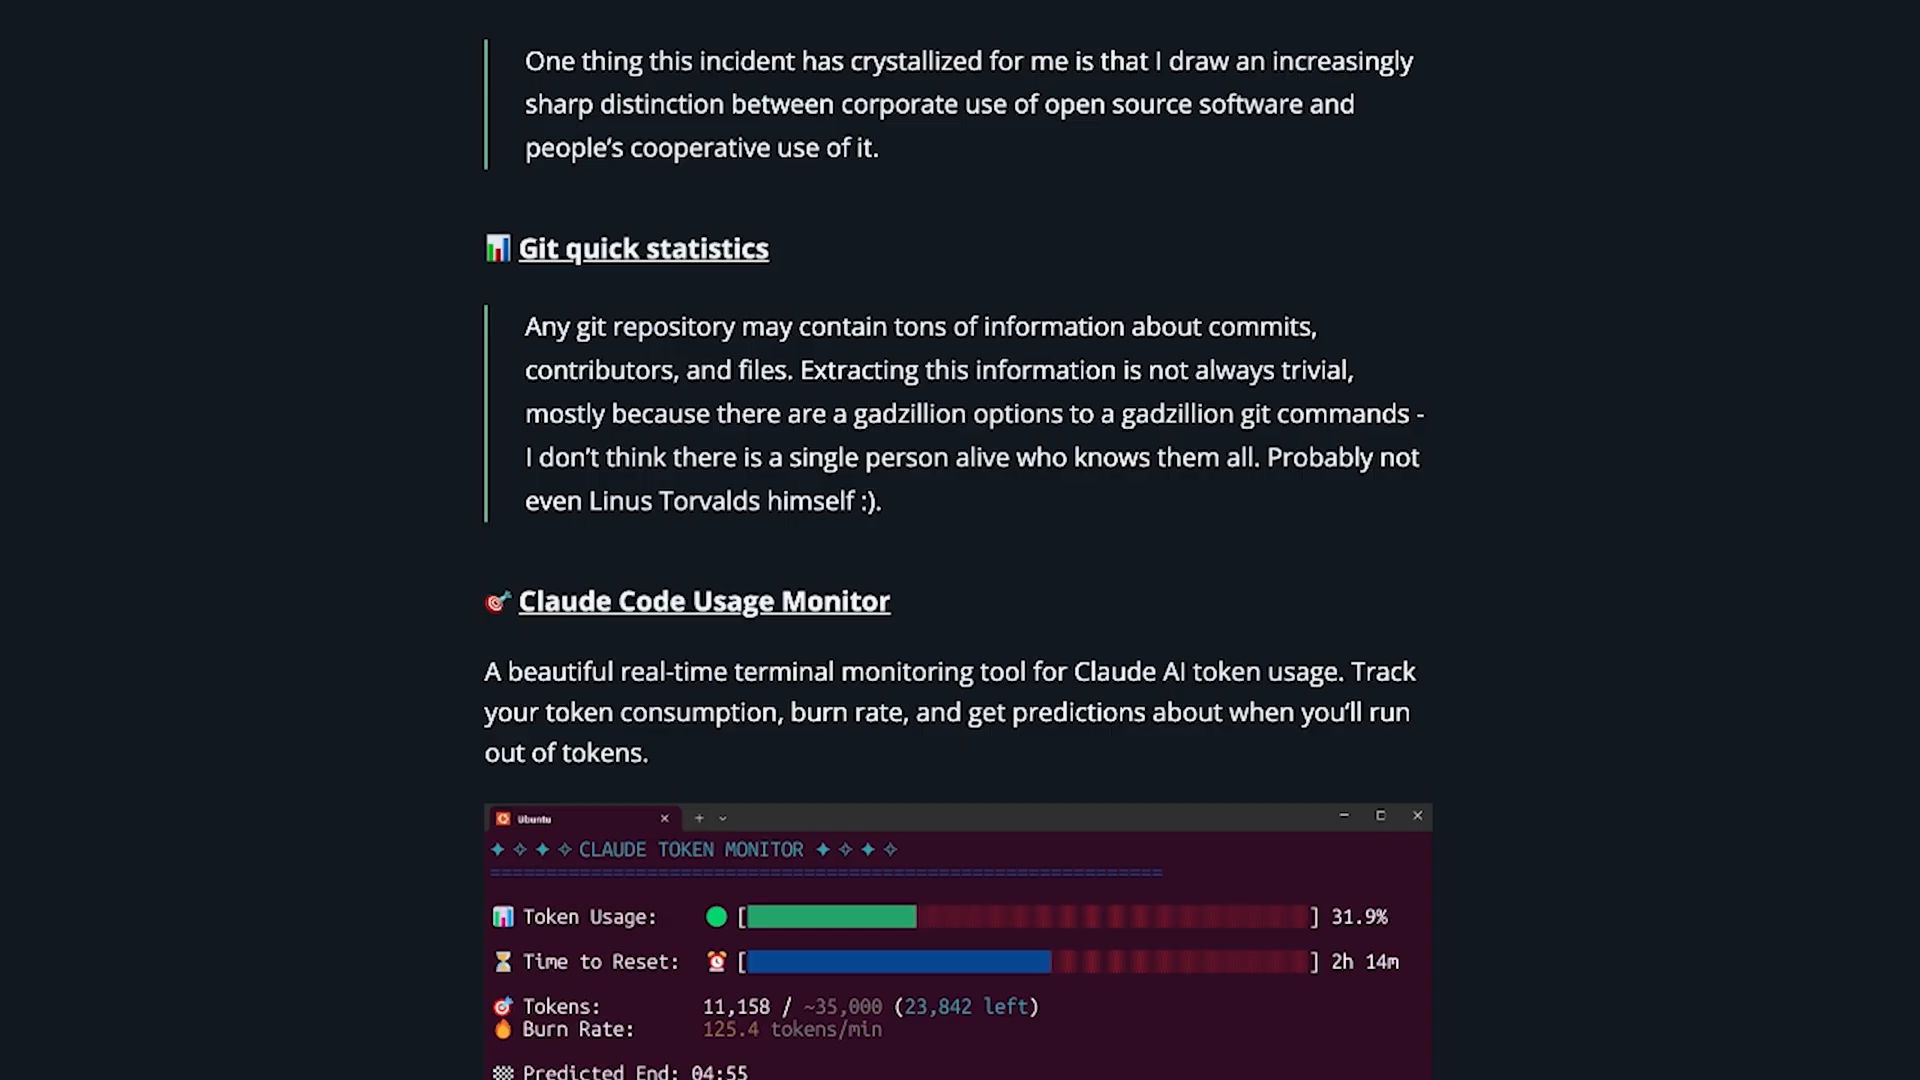 One thing this incident has crystallized for me is that I draw an increasingly
sharp distinction between corporate use of open source software and
people’s cooperative use of it.
📊 Git quick statistics
Any git repository may contain tons of information about commits,
contributors, and files. Extracting this information is not always trivial,
mostly because there are a gadzillion options to a gadzillion git commands -
I don’t think there is a single person alive who knows them all. Probably not
even Linus Torvalds himself :).
🎯 Claude Code Usage Monitor
A beautiful real-time terminal monitoring tool for Claude AI token usage. Track
your token consumption, burn rate, and get predictions about when you’ll run
out of tokens.
Ubuntu
✦ ✧ ✦ ✧ CLAUDE TOKEN MONITOR ✦ ✧ ✦ ✧
============================================================
📊 Token Usage: 🟢 [] 31.9%
⏳ Time to Reset: ⏰ [] 2h 14m
🎯 Tokens: 11,158 / ~35,000 (23,842 left)
🔥 Burn Rate: 125.4 tokens/min
🏁 Predicted End: 04:55